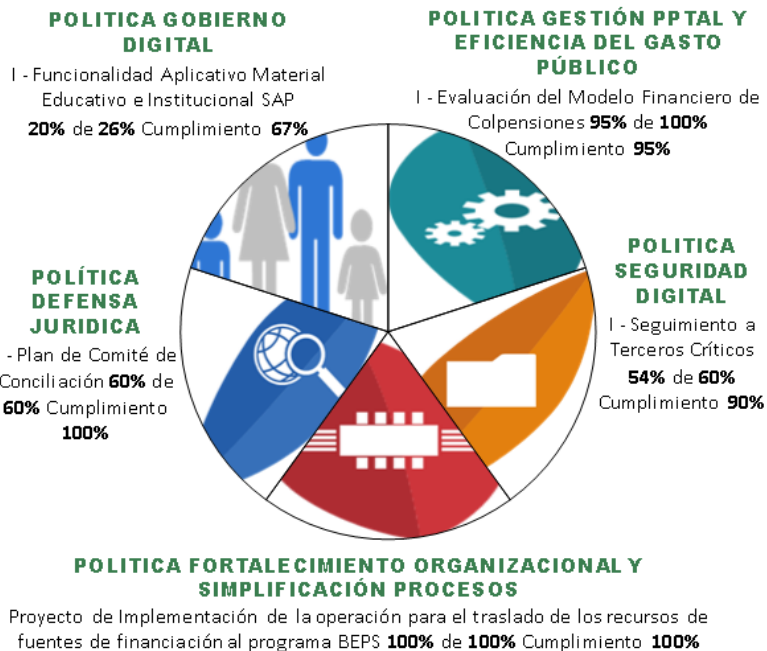 POLITICA GOBIERNO
DIGITAL
I - Funcionalidad Aplicativo Material
Educativo e Institucional SAP
20% de 26% Cumplimiento 67%
POLITICA GESTIÓN PPTAL Y
EFICIENCIA DEL GASTO
PÚBLICO
I - Evaluación del Modelo Financiero de
Colpensiones 95% de 100%
Cumplimiento 95%
POLITICA
SEGURIDAD
DIGITAL
I - Seguimiento a
Terceros Críticos
54% de 60%
Cumplimiento 90%
POLÍTICA
DEFENSA
JURIDICA
- Plan de Comité de
Conciliación 60% de
60% Cumplimiento
100%
POLITICA FORTALECIMIENTO ORGANIZACIONAL Y
SIMPLIFICACIÓN PROCESOS
Proyecto de Implementación de la operación para el traslado de los recursos de
fuentes de financiación al programa BEPS 100% de 100% Cumplimiento 100%